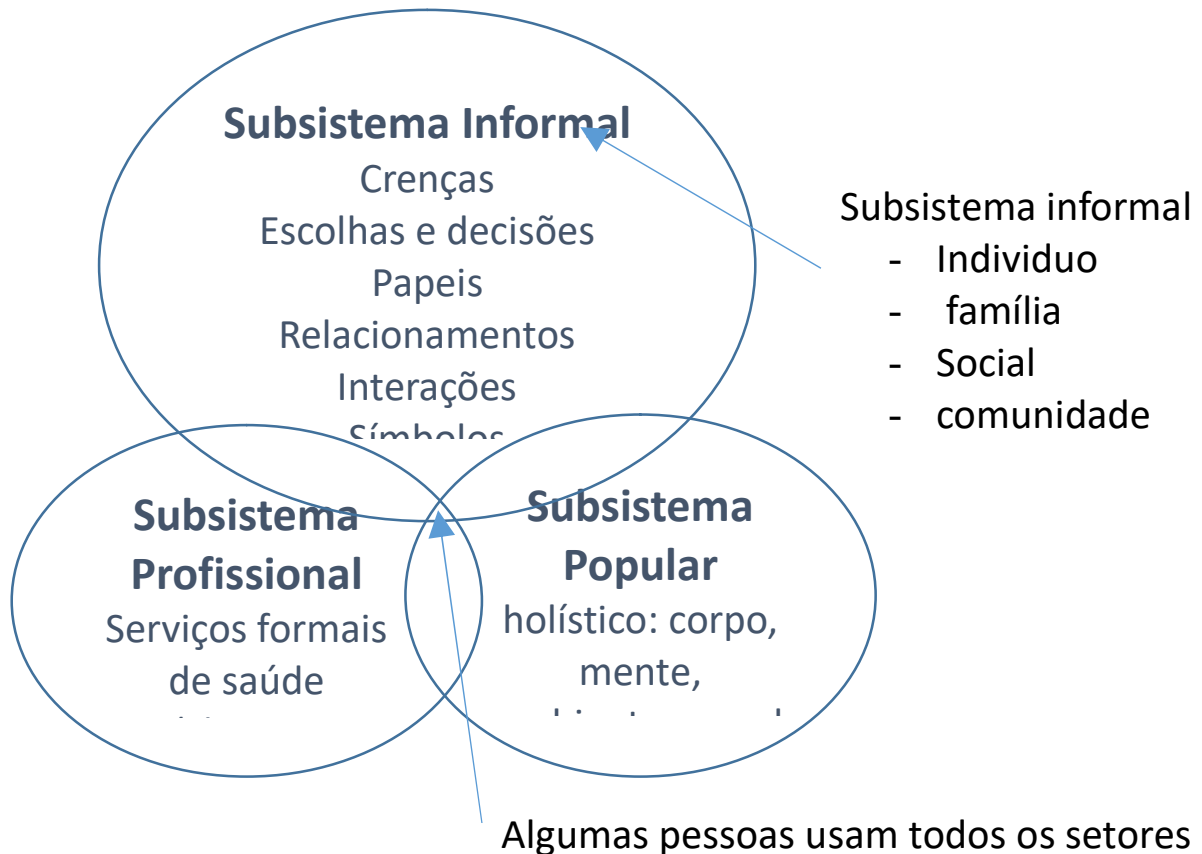 Subsistema Informal
Crenças
Escolhas e decisões
Papeis
Relacionamentos
Interações
Símbolos
Subsistema informal
- Individuo
- família
- Social
- comunidade
Subsistema
Profissional
Serviços formais
de saúde
Subsistema
Popular
holístico: corpo,
mente,
Algumas pessoas usam todos os setores